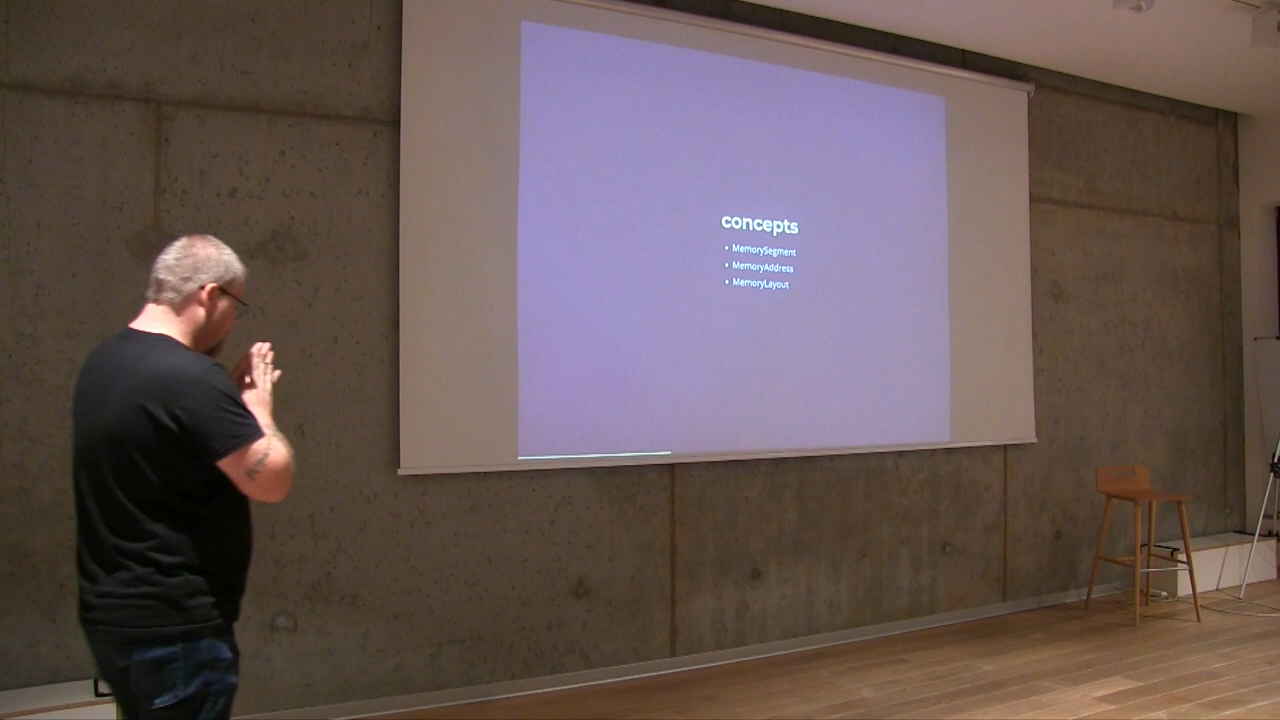 concepts
• MemorySegment
• MemoryAddress
• MemoryLayout